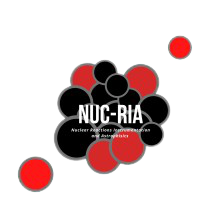 NUC-RIA
Nuclear Reactions Instrumentation
and Astrophysics